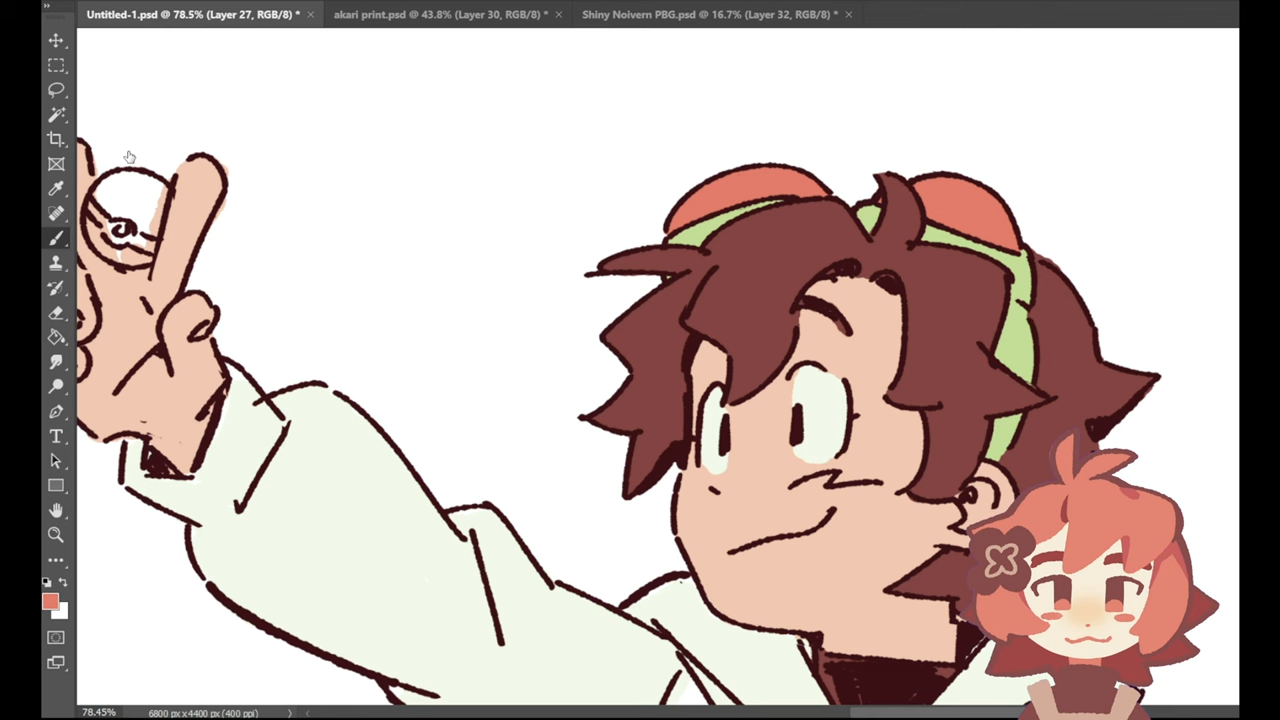 Untitled-1.psd @ 78.5% (Layer 27, RGB/8) *
akari print.psd @ 43.8% (Layer 30, RGB/8) *
Shiny Noivern PBG.psd @ 16.7% (Layer 32, RGB/8) *
78.45%
6800 px x 4400 px (400 ppi)